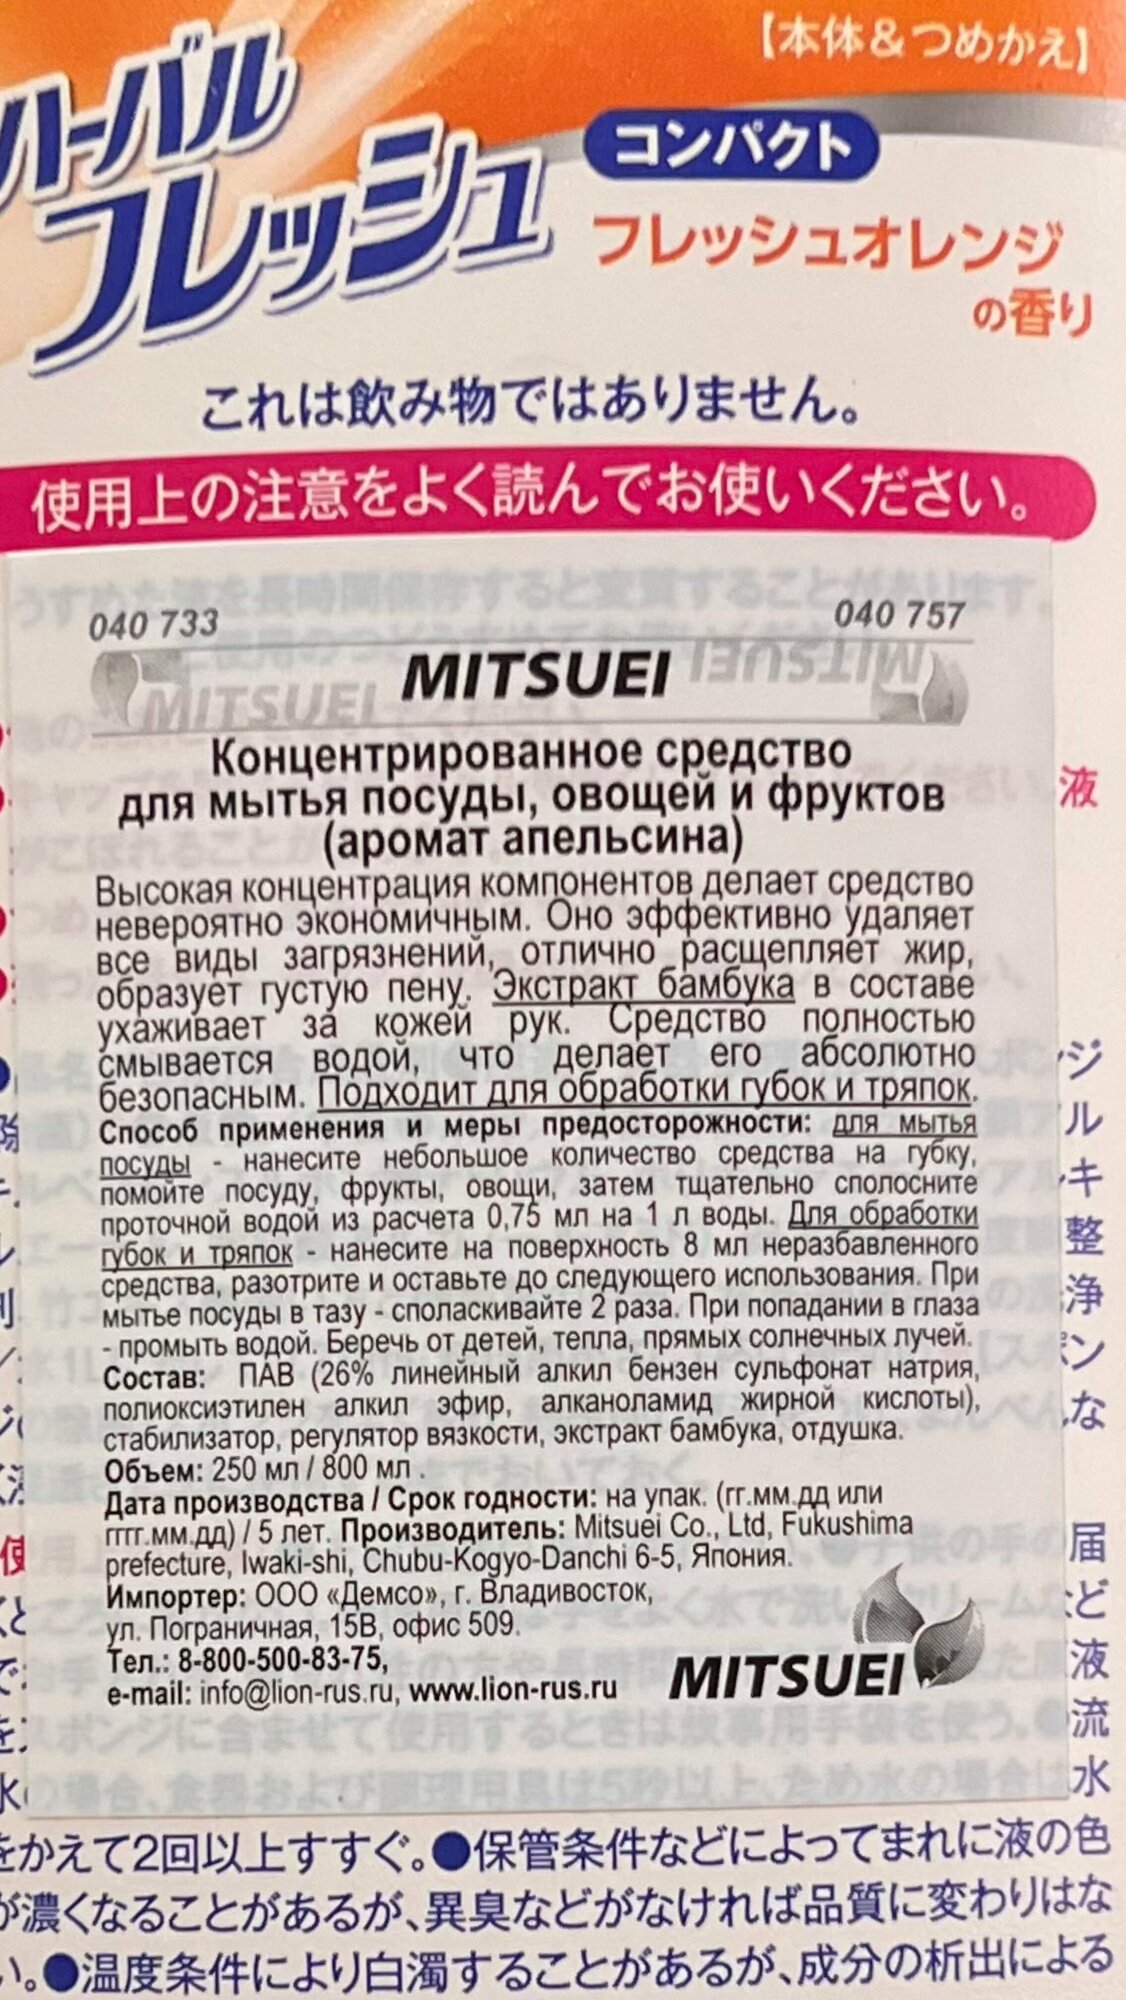 【本体&つめかえ】
ハーバル
フレッシュ
コンパクト
フレッシュオレンジ
の香り
これは飲み物ではありません。
使用上の注意をよく読んでお使いください。
040 733 040 757
MITSUEI MITSUEI MITSUEI
Концентрированное средство
для мытья посуды, овощей и фруктов
(аромат апельсина)
Высокая концентрация компонентов делает средство
невероятно экономичным. Оно эффективно удаляет
все виды загрязнений, отлично расщепляет жир,
образует густую пену. Экстракт бамбука в составе
ухаживает за кожей рук. Средство полностью
смывается водой, что делает его абсолютно
безопасным. Подходит для обработки губок и тряпок.
Способ применения и меры предосторожности: для мытья
посуды - нанесите небольшое количество средства на губку,
помойте посуду, фрукты, овощи, затем тщательно сполосните
проточной водой из расчета 0,75 мл на 1 л воды. Для обработки
губок и тряпок - нанесите на поверхность 8 мл неразбавленного
средства, разотрите и оставьте до следующего использования. При
мытье посуды в тазу - споласкивайте 2 раза. При попадании в глаза
- промыть водой. Беречь от детей, тепла, прямых солнечных лучей.
Состав: ПАВ (26% линейный алкил бензен сульфонат натрия,
полиоксиэтилен алкил эфир, алканоламид жирной кислоты),
стабилизатор, регулятор вязкости, экстракт бамбука, отдушка.
Объем: 250 мл / 800 мл .
Дата производства / Срок годности: на упак. (гг.мм.дд или
гггг.мм.дд) / 5 лет. Производитель: Mitsuei Co., Ltd, Fukushima
prefecture, Iwaki-shi, Chubu-Kogyo-Danchi 6-5, Япония.
Импортер: ООО «Демсо», г. Владивосток,
ул. Пограничная, 15В, офис 509.
Тел.: 8-800-500-83-75,
e-mail: info@lion-rus.ru, www.lion-rus.ru
MITSUEI
をかえて2回以上すすぐ。●保管条件などによってまれに液の色
が濃くなることがあるが、異臭などがなければ品質に変わりはな
い。●温度条件により白濁することがあるが、成分の析出による